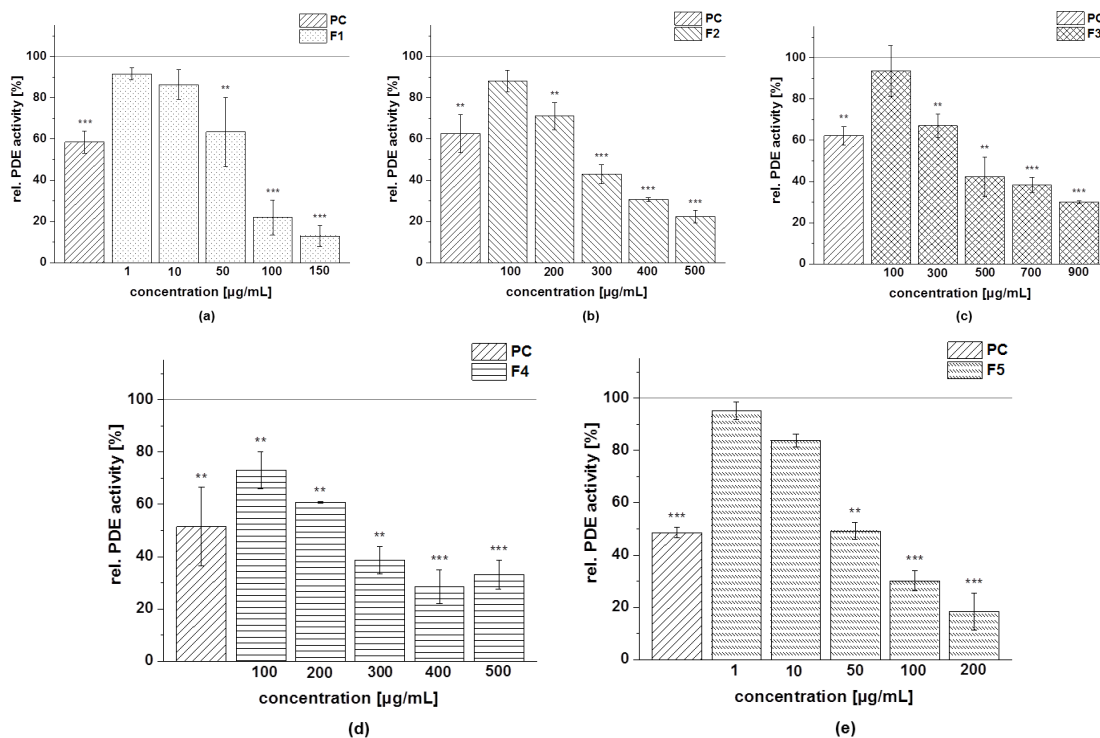 PC
F1
rel. PDE activity [%]
100
80
60
40
20
0
***
**
***
***
1 10 50 100 150
concentration [µg/mL]
(a)
PC
F2
rel. PDE activity [%]
100
80
60
40
20
0
**
**
***
***
***
100 200 300 400 500
concentration [µg/mL]
(b)
PC
F3
rel. PDE activity [%]
100
80
60
40
20
0
**
**
**
***
***
100 300 500 700 900
concentration [µg/mL]
(c)
PC
F4
rel. PDE activity [%]
100
80
60
40
20
0
**
**
**
**
***
***
100 200 300 400 500
concentration [µg/mL]
(d)
PC
F5
rel. PDE activity [%]
100
80
60
40
20
0
***
**
***
***
1 10 50 100 200
concentration [µg/mL]
(e)